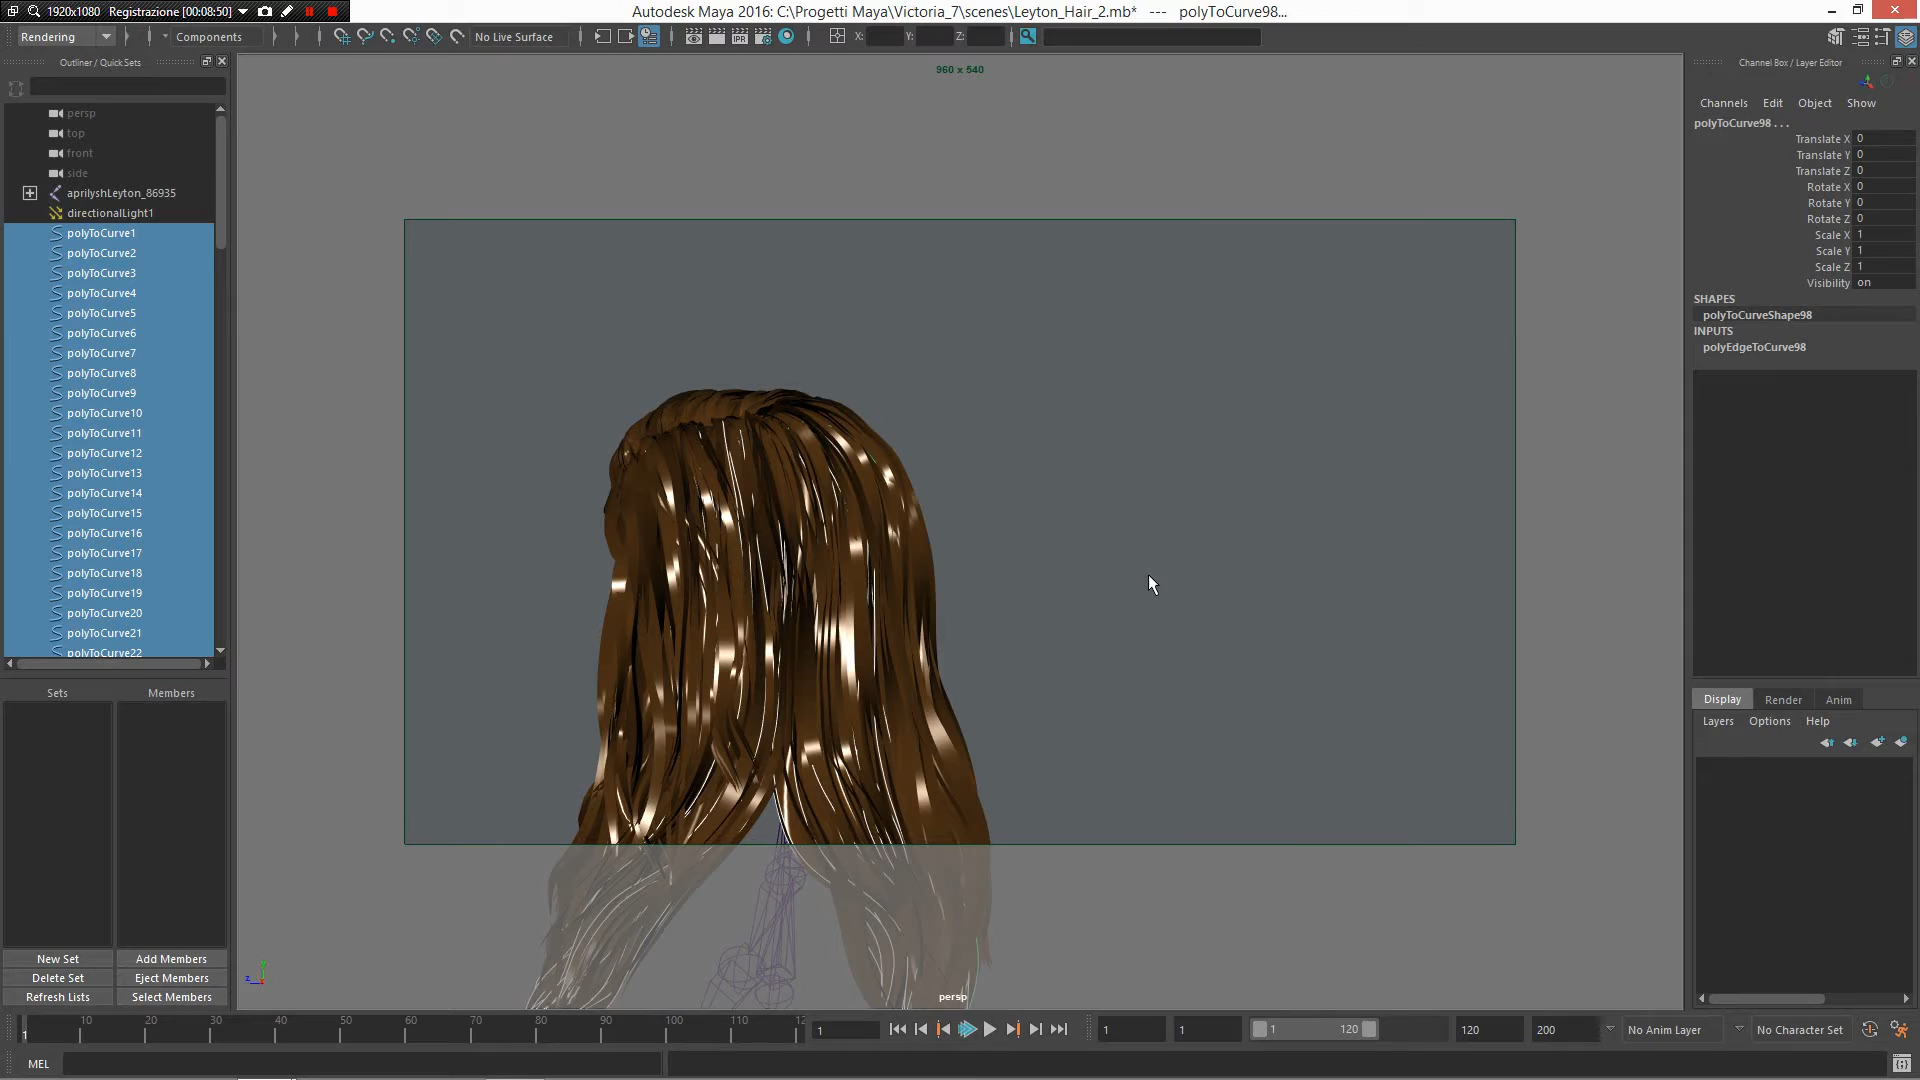 1920x1080 Registrazione [00:08:50]
Autodesk Maya 2016: C:\Progetti Maya\Victoria_7\scenes\Leyton_Hair_2.mb* --- polyToCurve98...
Rendering Components No Live Surface X: Y: Z:
IPR
Outliner / Quick Sets
960 x 540
Channel Box / Layer Editor
persp
top
front
side
aprilyshLeyton_86935
directionalLight1
polyToCurve1
polyToCurve2
polyToCurve3
polyToCurve4
polyToCurve5
polyToCurve6
polyToCurve7
polyToCurve8
polyToCurve9
polyToCurve10
polyToCurve11
polyToCurve12
polyToCurve13
polyToCurve14
polyToCurve15
polyToCurve16
polyToCurve17
polyToCurve18
polyToCurve19
polyToCurve20
polyToCurve21
polyToCurve22
Sets Members
New Set Add Members
Delete Set Eject Members
Refresh Lists Select Members
Channels Edit Object Show
polyToCurve98 . . .
Translate X 0
Translate Y 0
Translate Z 0
Rotate X 0
Rotate Y 0
Rotate Z 0
Scale X 1
Scale Y 1
Scale Z 1
Visibility on
SHAPES
polyToCurveShape98
INPUTS
polyEdgeToCurve98
Display Render Anim
Layers Options Help
persp
1 10 20 30 40 50 60 70 80 90 100 110 12
1 1 1 1 120 120 200 No Anim Layer No Character Set
MEL